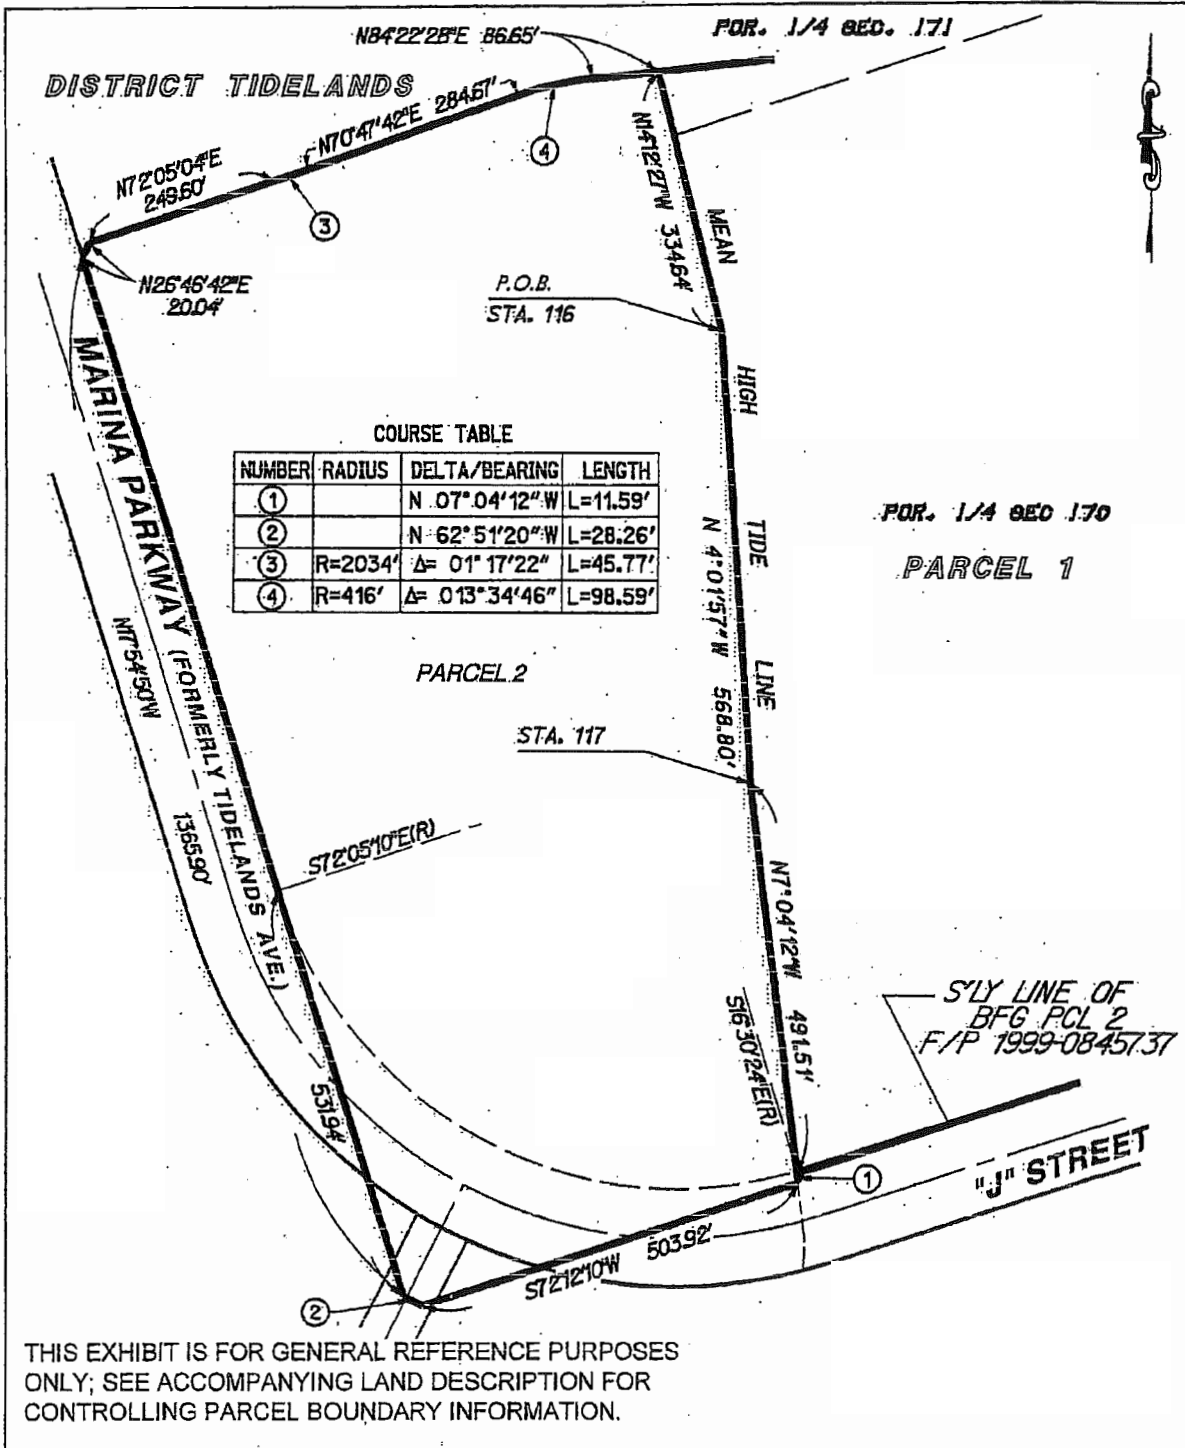 N84°22'28"E 86.65'
POR. 1/4 SEC. 171
DISTRICT TIDELANDS
N70°47'42"E 284.67'
N72°05'04"E
249.60'
N14°12'27"W 334.64'
④
③
N26°46'42"E
20.04'
P.O.B.
STA. 116
MEAN
HIGH
TIDE
LINE
MARINA PARKWAY (FORMERLY TIDELANDS AVE.)
COURSE TABLE
NUMBER RADIUS DELTA/BEARING LENGTH
① N 07°04'12" W L=11.59'
② N 62°51'20" W L=28.26'
③ R=2034' Δ= 01°17'22" L=45.77'
④ R=416' Δ= 013°34'46" L=98.59'
N 4°01'57" W 568.80'
POR. 1/4 SEC 170
PARCEL 1
N17°54'50"W
1365.90'
PARCEL 2
STA. 117
S72°05'10"E(R)
N7°04'12"W 491.51'
S16°30'24"E(R)
S'LY LINE OF
BFG PCL 2
F/P 1999-0845737
531.94'
①
"J" STREET
S72°12'10"W 503.92'
②
THIS EXHIBIT IS FOR GENERAL REFERENCE PURPOSES
ONLY; SEE ACCOMPANYING LAND DESCRIPTION FOR
CONTROLLING PARCEL BOUNDARY INFORMATION.